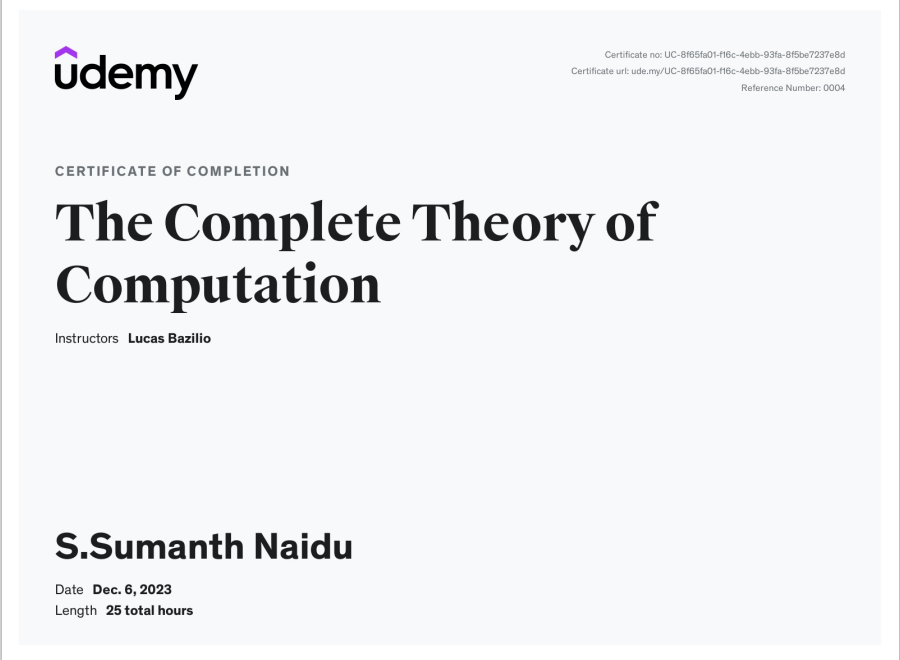 udemy
Certificate no: UC-8f65fa01-f16c-4ebb-93fa-8f5be7237e8d
Certificate url: ude.my/UC-8f65fa01-f16c-4ebb-93fa-8f5be7237e8d
Reference Number: 0004
CERTIFICATE OF COMPLETION
The Complete Theory of
Computation
Instructors Lucas Bazilio
S.Sumanth Naidu
Date Dec. 6, 2023
Length 25 total hours